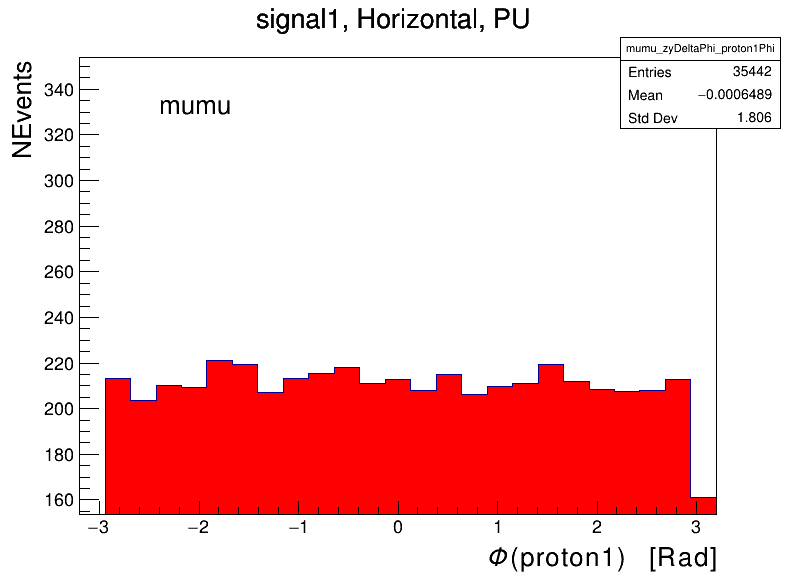 signal1, Horizontal, PU
mumu_zyDeltaPhi_proton1Phi
Entries 35442
Mean −0.0006489
Std Dev 1.806
NEvents
mumu
340
320
300
280
260
240
220
200
180
160
−3 −2 −1 0 1 2 3
Φ(proton1) [Rad]